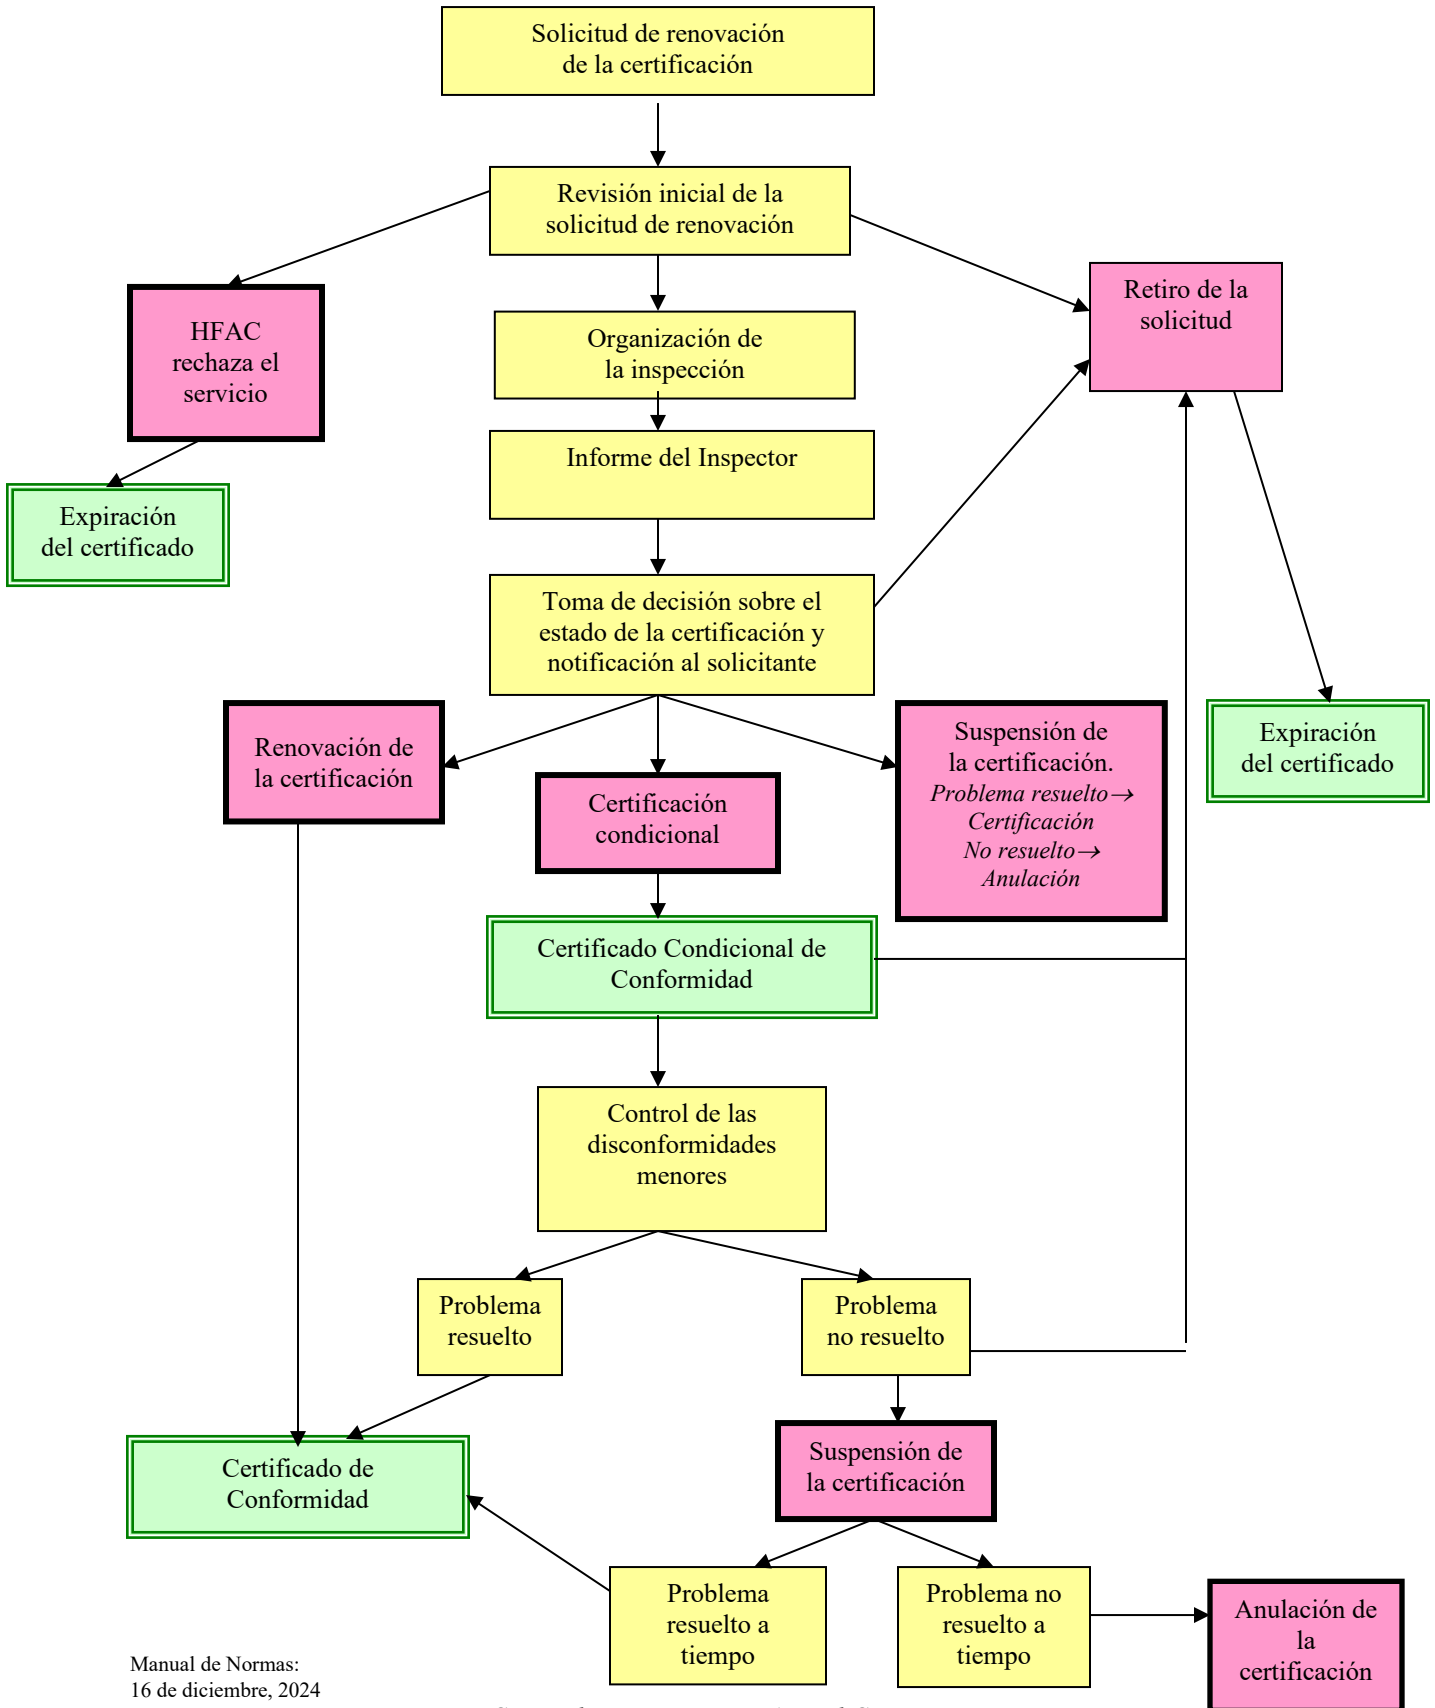 Solicitud de renovación
de la certificación
Revisión inicial de la
solicitud de renovación
Retiro de la
solicitud
HFAC
rechaza el
servicio
Organización de
la inspección
Informe del Inspector
Expiración
del certificado
Toma de decisión sobre el
estado de la certificación y
notificación al solicitante
Renovación de
la certificación
Certificación
condicional
Suspensión de
la certificación.
Problema resuelto→
Certificación
No resuelto→
Anulación
Expiración
del certificado
Certificado Condicional de
Conformidad
Control de las
disconformidades
menores
Problema
resuelto
Problema
no resuelto
Certificado de
Conformidad
Suspensión de
la certificación
Problema
resuelto a
tiempo
Problema no
resuelto a
tiempo
Anulación de
la
certificación
Manual de Normas:
16 de diciembre, 2024